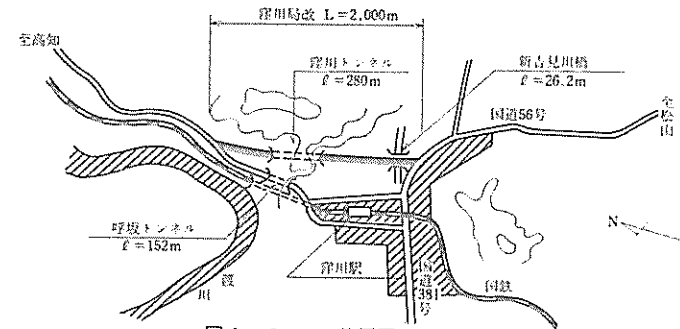 窪川局改 L=2,000m
至高知
窪川トンネル
ℓ=280m
新吉見川橋
ℓ=26.2m
国道56号
至松山
呼坂トンネル
ℓ=152m
渡川
窪川駅
国道381号
国鉄
N